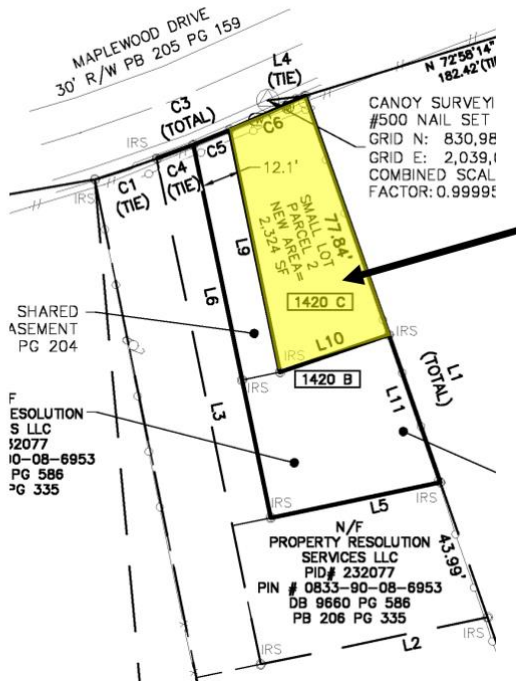 MAPLEWOOD DRIVE
30' R/W PB 205 PG 159
L4
(TIE)
N 72°58'14"
182.42'(TI
C3
(TOTAL)
CANOY SURVEYI
#500 NAIL SET
GRID N: 830,98
GRID E: 2,039,
COMBINED SCAL
FACTOR: 0.9999
IRS
C6
C5
C4
(TIE)
C1
(TIE)
IRS
12.1'
77.84'
SMALL LOT
PARCEL 2
NEW AREA=
2,324 SF
1420 C
L9
L6
SHARED
ASEMENT
PG 204
L10
IRS
1420 B
L1
(TOTAL)
L3
L11
F
ESOLUTION
S LLC
32077
0-08-6953
PG 586
PG 335
IRS
L5
IRS
N/F
PROPERTY RESOLUTION
SERVICES LLC
PID# 232077
PIN # 0833-90-08-6953
DB 9660 PG 586
PB 206 PG 335
43.99'
IRS
L2
IRS